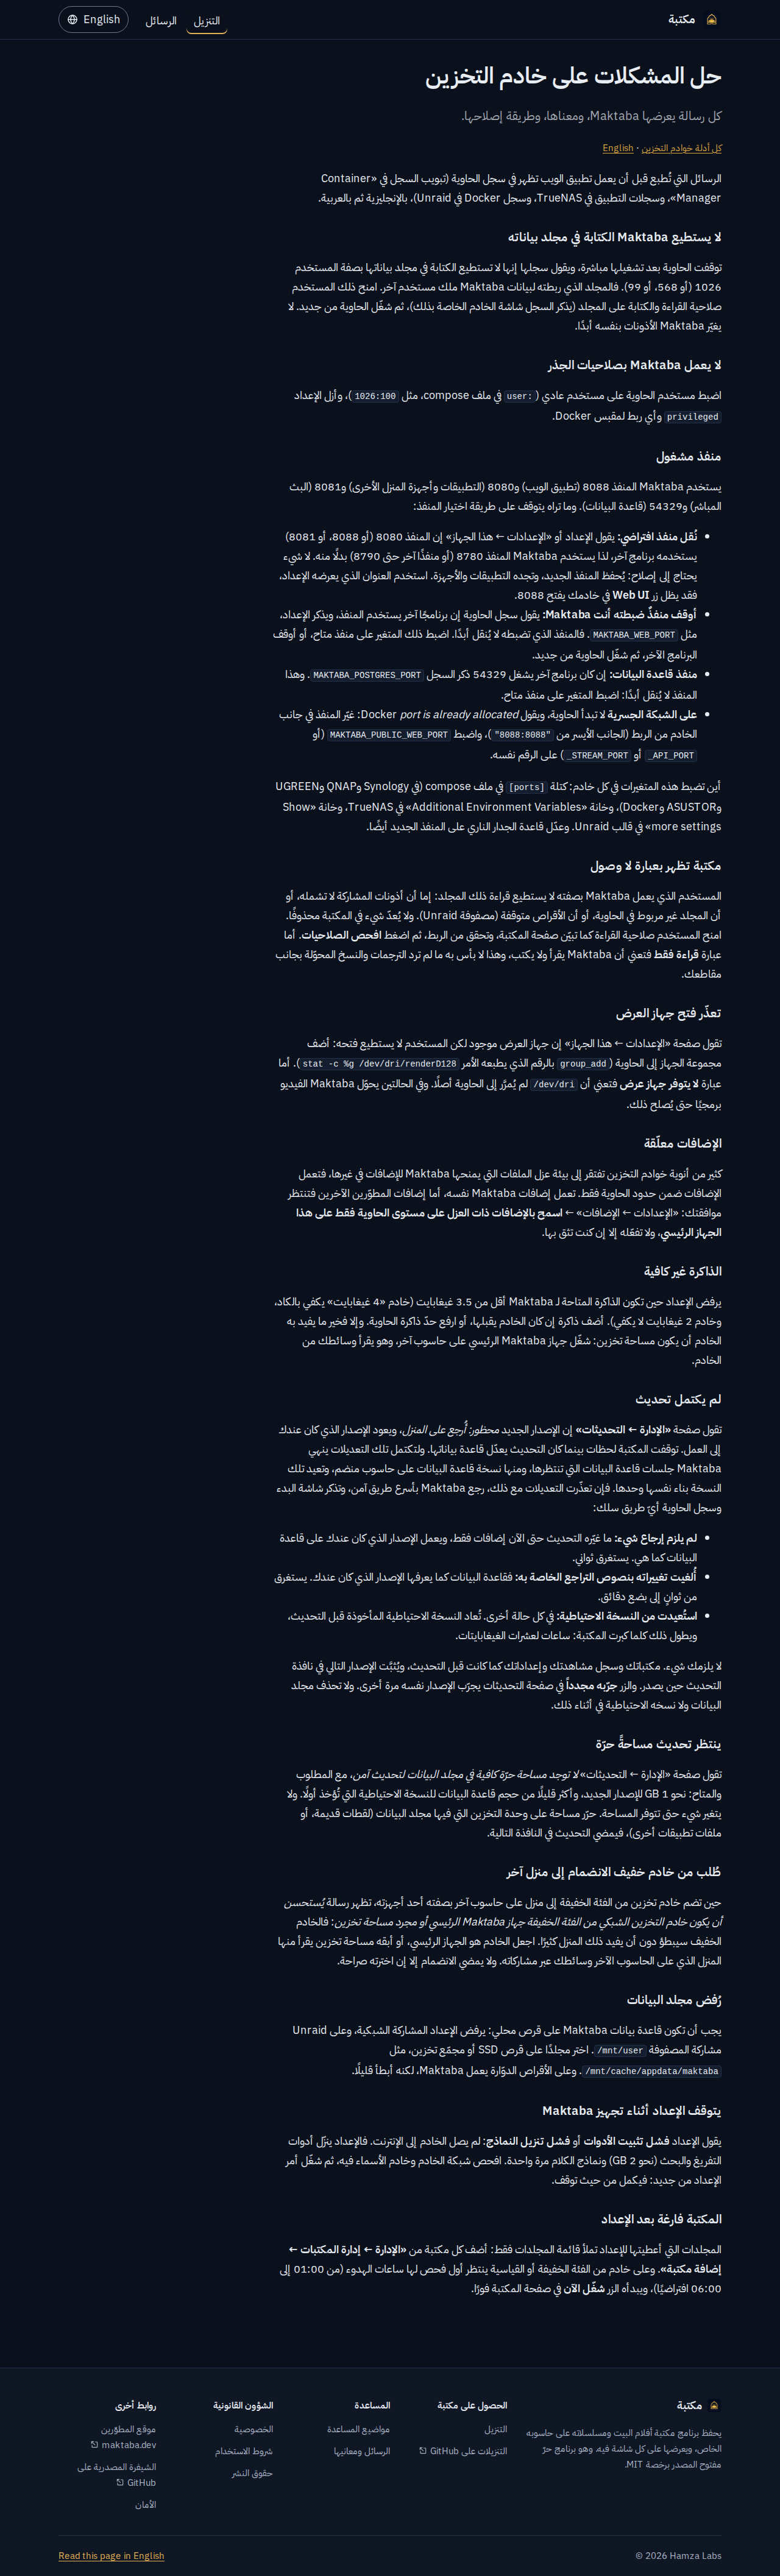 مكتبة
التنزيل
الرسائل
English
حل المشكلات على خادم التخزين
كل رسالة يعرضها Maktaba، ومعناها، وطريقة إصلاحها.
كل أدلة خوادم التخزين · English
الرسائل التي تُطبع قبل أن يعمل تطبيق الويب تظهر في سجل الحاوية (تبويب السجل في «Container
Manager»، وسجلات التطبيق في TrueNAS، وسجل Docker في Unraid)، بالإنجليزية ثم بالعربية.
لا يستطيع Maktaba الكتابة في مجلد بياناته
توقفت الحاوية بعد تشغيلها مباشرة، ويقول سجلها إنها لا تستطيع الكتابة في مجلد بياناتها بصفة المستخدم
1026 (أو 568، أو 99). فالمجلد الذي ربطته لبيانات Maktaba ملك مستخدم آخر. امنح ذلك المستخدم
صلاحية القراءة والكتابة على المجلد (يذكر السجل شاشة الخادم الخاصة بذلك)، ثم شغّل الحاوية من جديد. لا
يغيّر Maktaba الأذونات بنفسه أبدًا.
لا يعمل Maktaba بصلاحيات الجذر
اضبط مستخدم الحاوية على مستخدم عادي (user: في ملف compose، مثل 1026:100)، وأزل الإعداد
privileged وأي ربط لمقبس Docker.
منفذ مشغول
يستخدم Maktaba المنفذ 8088 (تطبيق الويب) و8080 (التطبيقات وأجهزة المنزل الأخرى) و8081 (البث
المباشر) و54329 (قاعدة البيانات). وما تراه يتوقف على طريقة اختيار المنفذ:
نُقل منفذ افتراضي: يقول الإعداد أو «الإعدادات ← هذا الجهاز» إن المنفذ 8080 (أو 8088، أو 8081)
يستخدمه برنامج آخر، لذا يستخدم Maktaba المنفذ 8780 (أو منفذًا آخر حتى 8790) بدلًا منه. لا شيء
يحتاج إلى إصلاح: يُحفظ المنفذ الجديد، وتجده التطبيقات والأجهزة. استخدم العنوان الذي يعرضه الإعداد،
فقد يظل زر Web UI في خادمك يفتح 8088.
أوقف منفذٌ ضبطته أنت Maktaba: يقول سجل الحاوية إن برنامجًا آخر يستخدم المنفذ، ويذكر الإعداد،
مثل MAKTABA_WEB_PORT. فالمنفذ الذي تضبطه لا يُنقل أبدًا. اضبط ذلك المتغير على منفذ متاح، أو أوقف
البرنامج الآخر، ثم شغّل الحاوية من جديد.
منفذ قاعدة البيانات: إن كان برنامج آخر يشغل 54329 ذكر السجل MAKTABA_POSTGRES_PORT. وهذا
المنفذ لا يُنقل أبدًا: اضبط المتغير على منفذ متاح.
على الشبكة الجسرية لا تبدأ الحاوية، ويقول Docker port is already allocated: غيّر المنفذ في جانب
الخادم من الربط (الجانب الأيسر من "8088:8088")، واضبط MAKTABA_PUBLIC_WEB_PORT (أو
_API_PORT أو _STREAM_PORT) على الرقم نفسه.
أين تضبط هذه المتغيرات في كل خادم: كتلة [ports] في ملف compose (في Synology وQNAP وUGREEN
وASUSTOR وDocker)، وخانة «Additional Environment Variables» في TrueNAS، وخانة «Show
more settings» في قالب Unraid. وعدّل قاعدة الجدار الناري على المنفذ الجديد أيضًا.
مكتبة تظهر بعبارة لا وصول
المستخدم الذي يعمل Maktaba بصفته لا يستطيع قراءة ذلك المجلد: إما أن أذونات المشاركة لا تشمله، أو
أن المجلد غير مربوط في الحاوية، أو أن الأقراص متوقفة (مصفوفة Unraid). ولا يُعدّ شيء في المكتبة محذوفًا.
امنح المستخدم صلاحية القراءة كما تبيّن صفحة المكتبة، وتحقق من الربط، ثم اضغط افحص الصلاحيات. أما
عبارة قراءة فقط فتعني أن Maktaba يقرأ ولا يكتب، وهذا لا بأس به ما لم ترد الترجمات والنسخ المحوّلة بجانب
مقاطعك.
تعذّر فتح جهاز العرض
تقول صفحة «الإعدادات ← هذا الجهاز» إن جهاز العرض موجود لكن المستخدم لا يستطيع فتحه: أضف
مجموعة الجهاز إلى الحاوية (group_add بالرقم الذي يطبعه الأمر stat -c %g /dev/dri/renderD128). أما
عبارة لا يتوفر جهاز عرض فتعني أن /dev/dri لم يُمرَّر إلى الحاوية أصلًا. وفي الحالتين يحوّل Maktaba الفيديو
برمجيًا حتى يُصلح ذلك.
الإضافات معلّقة
كثير من أنوية خوادم التخزين تفتقر إلى بيئة عزل الملفات التي يمنحها Maktaba للإضافات في غيرها، فتعمل
الإضافات ضمن حدود الحاوية فقط. تعمل إضافات Maktaba نفسه، أما إضافات المطوّرين الآخرين فتنتظر
موافقتك: «الإعدادات ← الإضافات» ← اسمح بالإضافات ذات العزل على مستوى الحاوية فقط على هذا
الجهاز الرئيسي، ولا تفعّله إلا إن كنت تثق بها.
الذاكرة غير كافية
يرفض الإعداد حين تكون الذاكرة المتاحة لـ Maktaba أقل من 3.5 غيغابايت (خادم «4 غيغابايت» يكفي بالكاد،
وخادم 2 غيغابايت لا يكفي). أضف ذاكرة إن كان الخادم يقبلها، أو ارفع حدّ ذاكرة الحاوية. وإلا فخير ما يفيد به
الخادم أن يكون مساحة تخزين: شغّل جهاز Maktaba الرئيسي على حاسوب آخر، وهو يقرأ وسائطك من
الخادم.
لم يكتمل تحديث
تقول صفحة «الإدارة ← التحديثات» إن الإصدار الجديد محظور: أُرجع على المنزل، ويعود الإصدار الذي كان عندك
إلى العمل. توقفت المكتبة لحظات بينما كان التحديث يعدّل قاعدة بياناتها. ولتكتمل تلك التعديلات ينهي
Maktaba جلسات قاعدة البيانات التي تنتظرها، ومنها نسخة قاعدة البيانات على حاسوب منضم، وتعيد تلك
النسخة بناء نفسها وحدها. فإن تعذّرت التعديلات مع ذلك، رجع Maktaba بأسرع طريق آمن، وتذكر شاشة البدء
وسجل الحاوية أيّ طريق سلك:
لم يلزم إرجاع شيء: ما غيّره التحديث حتى الآن إضافات فقط، ويعمل الإصدار الذي كان عندك على قاعدة
البيانات كما هي. يستغرق ثواني.
أُلغيت تغييراته بنصوص التراجع الخاصة به: فقاعدة البيانات كما يعرفها الإصدار الذي كان عندك. يستغرق
من ثوانٍ إلى بضع دقائق.
استُعيدت من النسخة الاحتياطية: في كل حالة أخرى. تُعاد النسخة الاحتياطية المأخوذة قبل التحديث،
ويطول ذلك كلما كبرت المكتبة: ساعات لعشرات الغيغابايتات.
لا يلزمك شيء. مكتباتك وسجل مشاهدتك وإعداداتك كما كانت قبل التحديث، ويُثبَّت الإصدار التالي في نافذة
التحديث حين يصدر. والزر جرّبه مجدداً في صفحة التحديثات يجرّب الإصدار نفسه مرة أخرى. ولا تحذف مجلد
البيانات ولا نسخه الاحتياطية في أثناء ذلك.
ينتظر تحديث مساحةً حرّة
تقول صفحة «الإدارة ← التحديثات» لا توجد مساحة حرّة كافية في مجلد البيانات لتحديث آمن، مع المطلوب
والمتاح: نحو 1 GB للإصدار الجديد، وأكثر قليلًا من حجم قاعدة البيانات للنسخة الاحتياطية التي تُؤخذ أولًا. ولا
يتغير شيء حتى تتوفر المساحة. حرّر مساحة على وحدة التخزين التي فيها مجلد البيانات (لقطات قديمة، أو
ملفات تطبيقات أخرى)، فيمضي التحديث في النافذة التالية.
طُلب من خادم خفيف الانضمام إلى منزل آخر
حين تضم خادم تخزين من الفئة الخفيفة إلى منزل على حاسوب آخر بصفته أحد أجهزته، تظهر رسالة يُستحسن
أن يكون خادم التخزين الشبكي من الفئة الخفيفة جهاز Maktaba الرئيسي أو مجرد مساحة تخزين: فالخادم
الخفيف سيبطؤ دون أن يفيد ذلك المنزل كثيرًا. اجعل الخادم هو الجهاز الرئيسي، أو أبقه مساحة تخزين يقرأ منها
المنزل الذي على الحاسوب الآخر وسائطك عبر مشاركاته. ولا يمضي الانضمام إلا إن اخترته صراحة.
رُفض مجلد البيانات
يجب أن تكون قاعدة بيانات Maktaba على قرص محلي: يرفض الإعداد المشاركة الشبكية، وعلى Unraid
مشاركة المصفوفة /mnt/user. اختر مجلدًا على قرص SSD أو مجمّع تخزين، مثل
/mnt/cache/appdata/maktaba. وعلى الأقراص الدوّارة يعمل Maktaba، لكنه أبطأ قليلًا.
يتوقف الإعداد أثناء تجهيز Maktaba
يقول الإعداد فشل تثبيت الأدوات أو فشل تنزيل النماذج: لم يصل الخادم إلى الإنترنت. فالإعداد ينزّل أدوات
التفريغ والبحث (نحو 2 GB) ونماذج الكلام مرة واحدة. افحص شبكة الخادم وخادم الأسماء فيه، ثم شغّل أمر
الإعداد من جديد: فيكمل من حيث توقف.
المكتبة فارغة بعد الإعداد
المجلدات التي أعطيتها للإعداد تملأ قائمة المجلدات فقط: أضف كل مكتبة من «الإدارة ← إدارة المكتبات ←
إضافة مكتبة». وعلى خادم من الفئة الخفيفة أو القياسية ينتظر أول فحص لها ساعات الهدوء (من 01:00 إلى
06:00 افتراضيًا)، ويبدأه الزر شغّل الآن في صفحة المكتبة فورًا.
مكتبة
يحفظ برنامج مكتبة أفلام البيت ومسلسلاته على حاسوبه
الخاص، ويعرضها على كل شاشة فيه. وهو برنامج حرّ
مفتوح المصدر برخصة MIT.
الحصول على مكتبة
التنزيل
التنزيلات على GitHub
المساعدة
مواضيع المساعدة
الرسائل ومعانيها
الشؤون القانونية
الخصوصية
شروط الاستخدام
حقوق النشر
روابط أخرى
موقع المطوّرين
maktaba.dev
الشيفرة المصدرية على
GitHub
الأمان
© 2026 Hamza Labs
Read this page in English